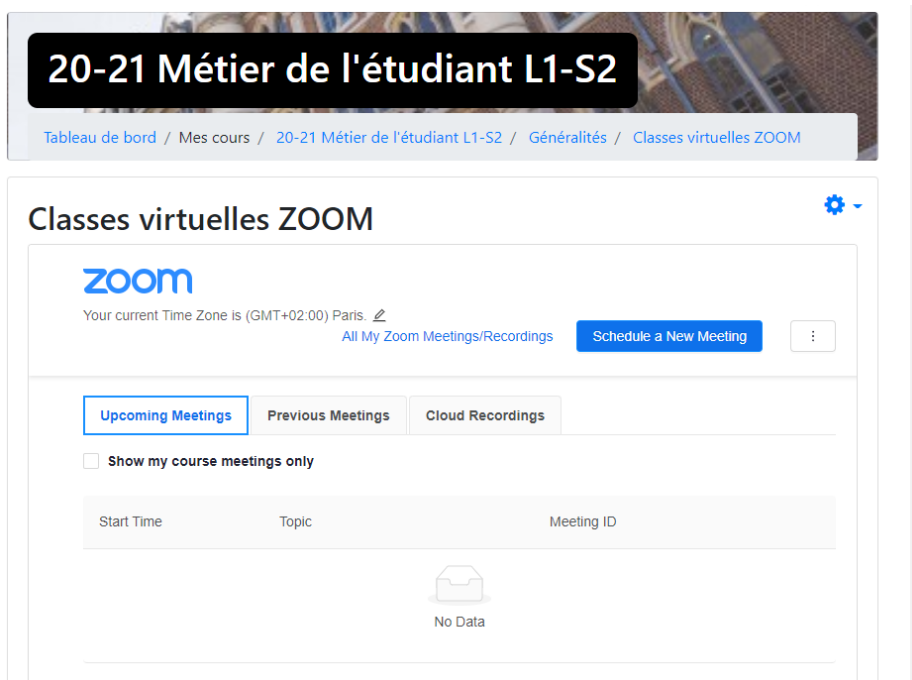 20-21 Métier de l'étudiant L1-S2
Tableau de bord / Mes cours / 20-21 Métier de l'étudiant L1-S2 / Généralités / Classes virtuelles ZOOM
Classes virtuelles ZOOM
zoom
Your current Time Zone is (GMT+02:00) Paris.
All My Zoom Meetings/Recordings Schedule a New Meeting
Upcoming Meetings Previous Meetings Cloud Recordings
Show my course meetings only
Start Time Topic Meeting ID
No Data